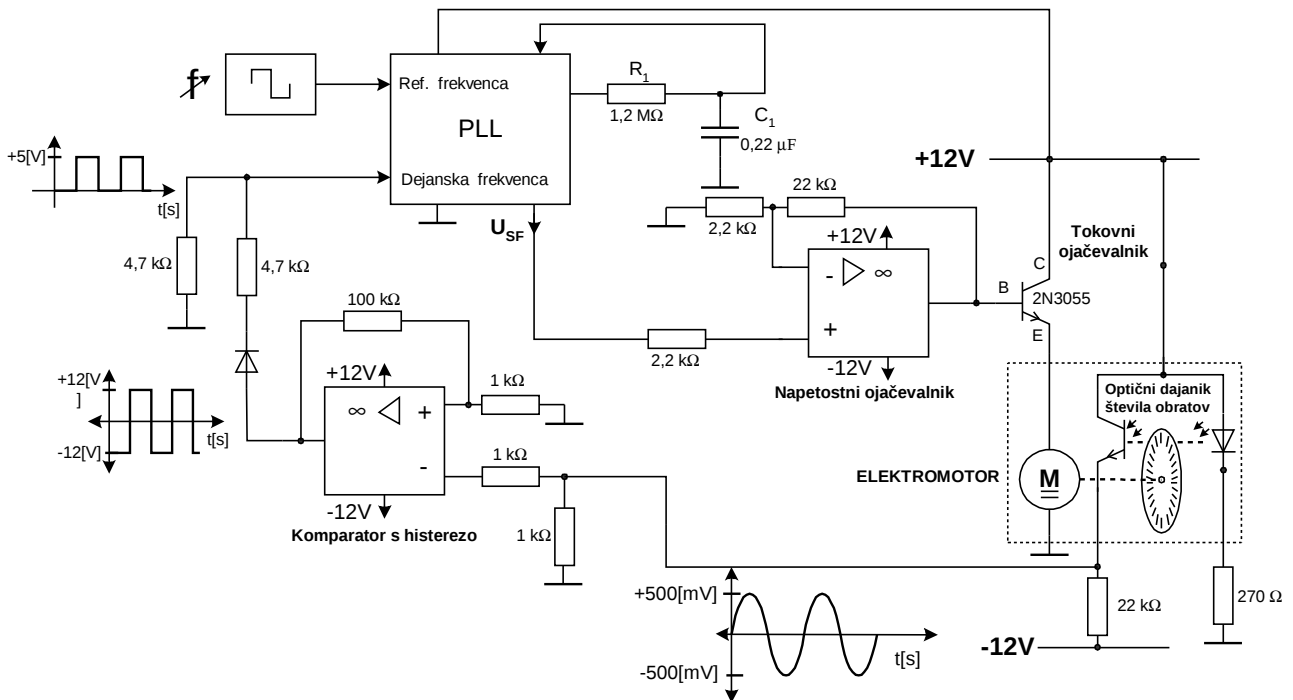 f
Ref. frekvenca
PLL
Dejanska frekvenca
R1
1,2 MΩ
C1
0,22 µF
+5[V]
t[s]
4,7 kΩ
4,7 kΩ
USF
+12V
22 kΩ
2,2 kΩ
+12V
- ∞
+
-12V
2,2 kΩ
Napetostni ojačevalnik
Tokovni
ojačevalnik
C
B
2N3055
E
100 kΩ
+12V
∞ +
-
-12V
1 kΩ
1 kΩ
1 kΩ
Komparator s histerezo
+12[V
]
t[s]
-12[V]
Optični dajanik
števila obratov
ELEKTROMOTOR
M
+500[mV]
-500[mV]
t[s]
22 kΩ
270 Ω
-12V